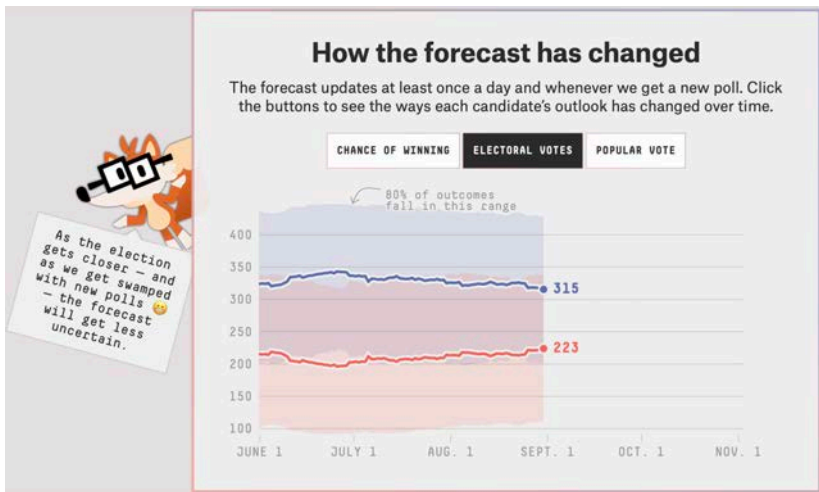 How the forecast has changed
The forecast updates at least once a day and whenever we get a new poll. Click
the buttons to see the ways each candidate's outlook has changed over time.
CHANCE OF WINNING
ELECTORAL VOTES
POPULAR VOTE
As the election
gets closer — and
as we get swamped
with new polls 😬
— the forecast
will get less
uncertain.
80% of outcomes
fall in this range
400
350
300
250
200
150
100
315
223
JUNE 1
JULY 1
AUG. 1
SEPT. 1
OCT. 1
NOV. 1